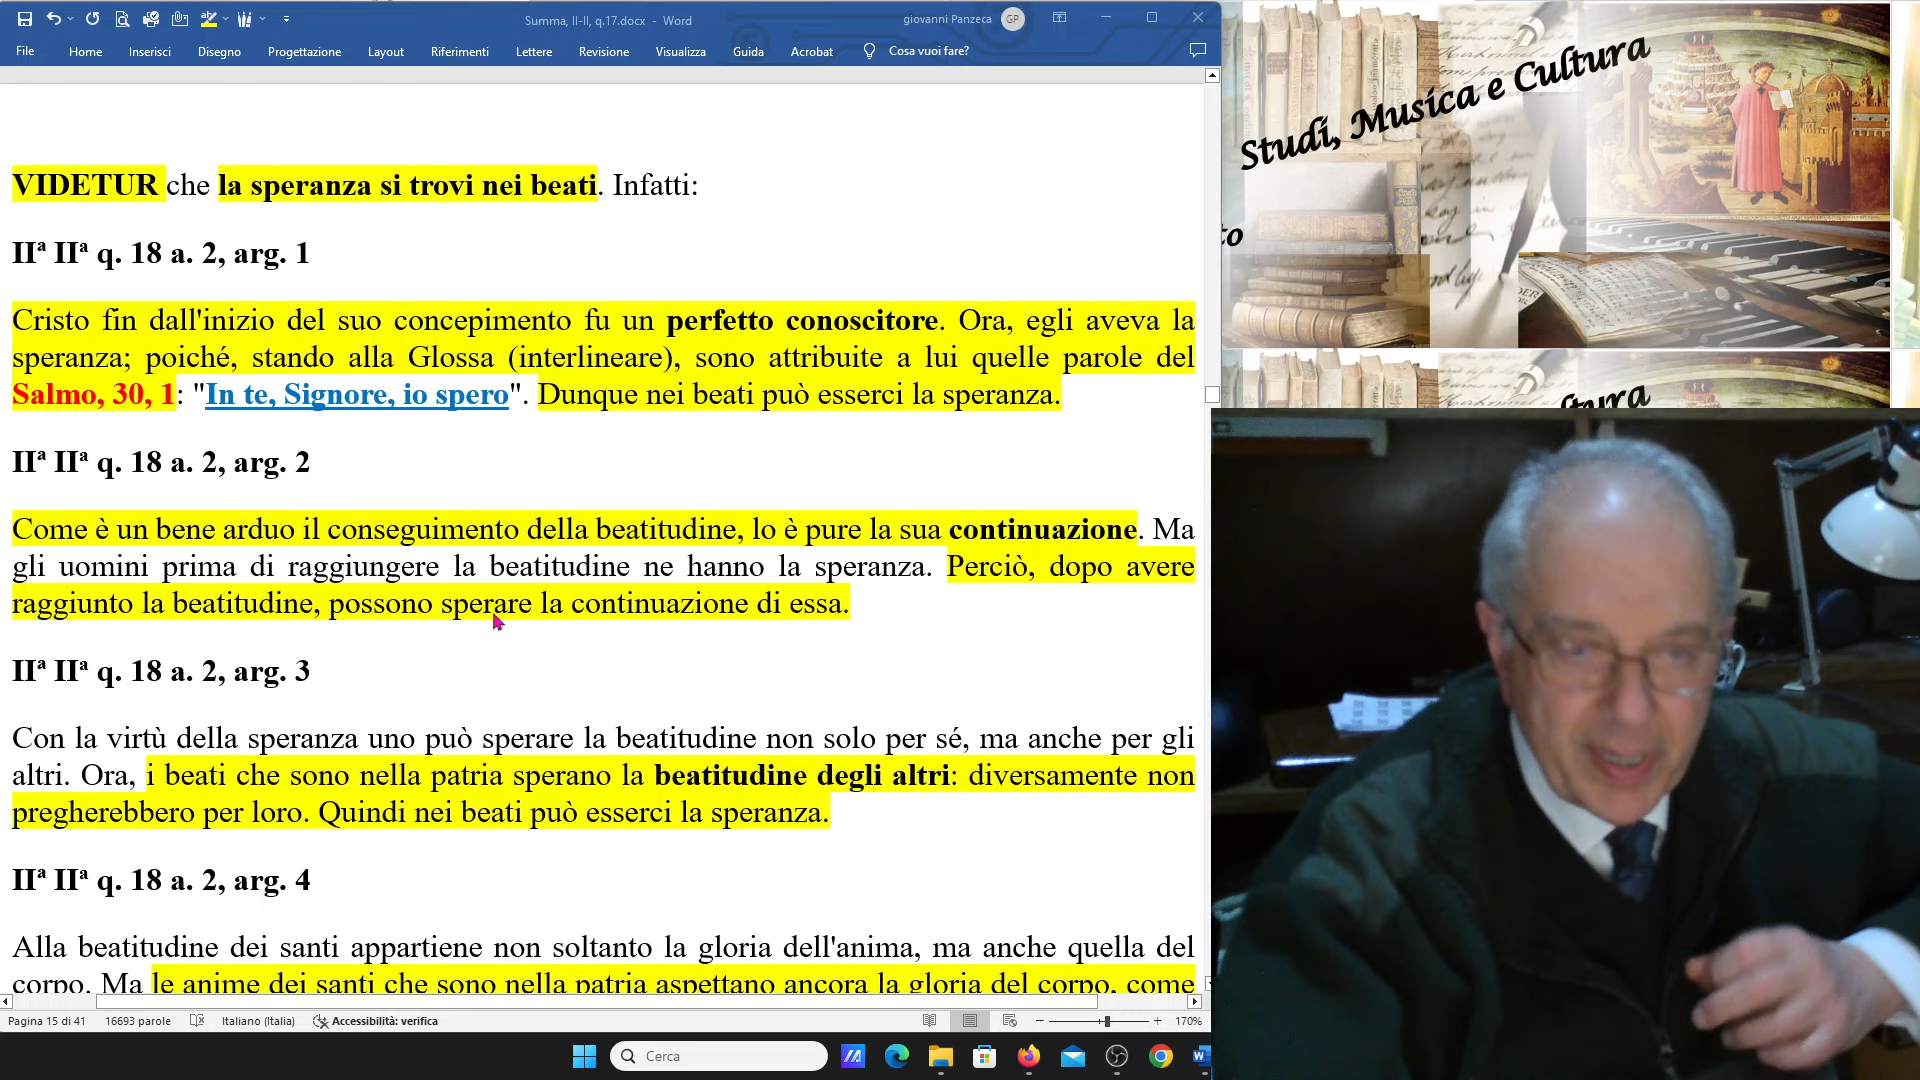 Summa, II-II, q.17.docx - Word
giovanni Panzeca
GP
File Home Inserisci Disegno Progettazione Layout Riferimenti Lettere Revisione Visualizza Guida Acrobat Cosa vuoi fare?
VIDETUR che la speranza si trovi nei beati. Infatti:
IIª IIª q. 18 a. 2, arg. 1
Cristo fin dall'inizio del suo concepimento fu un perfetto conoscitore. Ora, egli aveva la
speranza; poiché, stando alla Glossa (interlineare), sono attribuite a lui quelle parole del
Salmo, 30, 1: "In te, Signore, io spero". Dunque nei beati può esserci la speranza.
IIª IIª q. 18 a. 2, arg. 2
Come è un bene arduo il conseguimento della beatitudine, lo è pure la sua continuazione. Ma
gli uomini prima di raggiungere la beatitudine ne hanno la speranza. Perciò, dopo avere
raggiunto la beatitudine, possono sperare la continuazione di essa.
IIª IIª q. 18 a. 2, arg. 3
Con la virtù della speranza uno può sperare la beatitudine non solo per sé, ma anche per gli
altri. Ora, i beati che sono nella patria sperano la beatitudine degli altri: diversamente non
pregherebbero per loro. Quindi nei beati può esserci la speranza.
IIª IIª q. 18 a. 2, arg. 4
Alla beatitudine dei santi appartiene non soltanto la gloria dell'anima, ma anche quella del
corpo. Ma le anime dei santi che sono nella patria aspettano ancora la gloria del corpo, come
Pagina 15 di 41 16693 parole Italiano (Italia) Accessibilità: verifica 170%
Cerca
Studi, Musica e Cultura
to
ltura